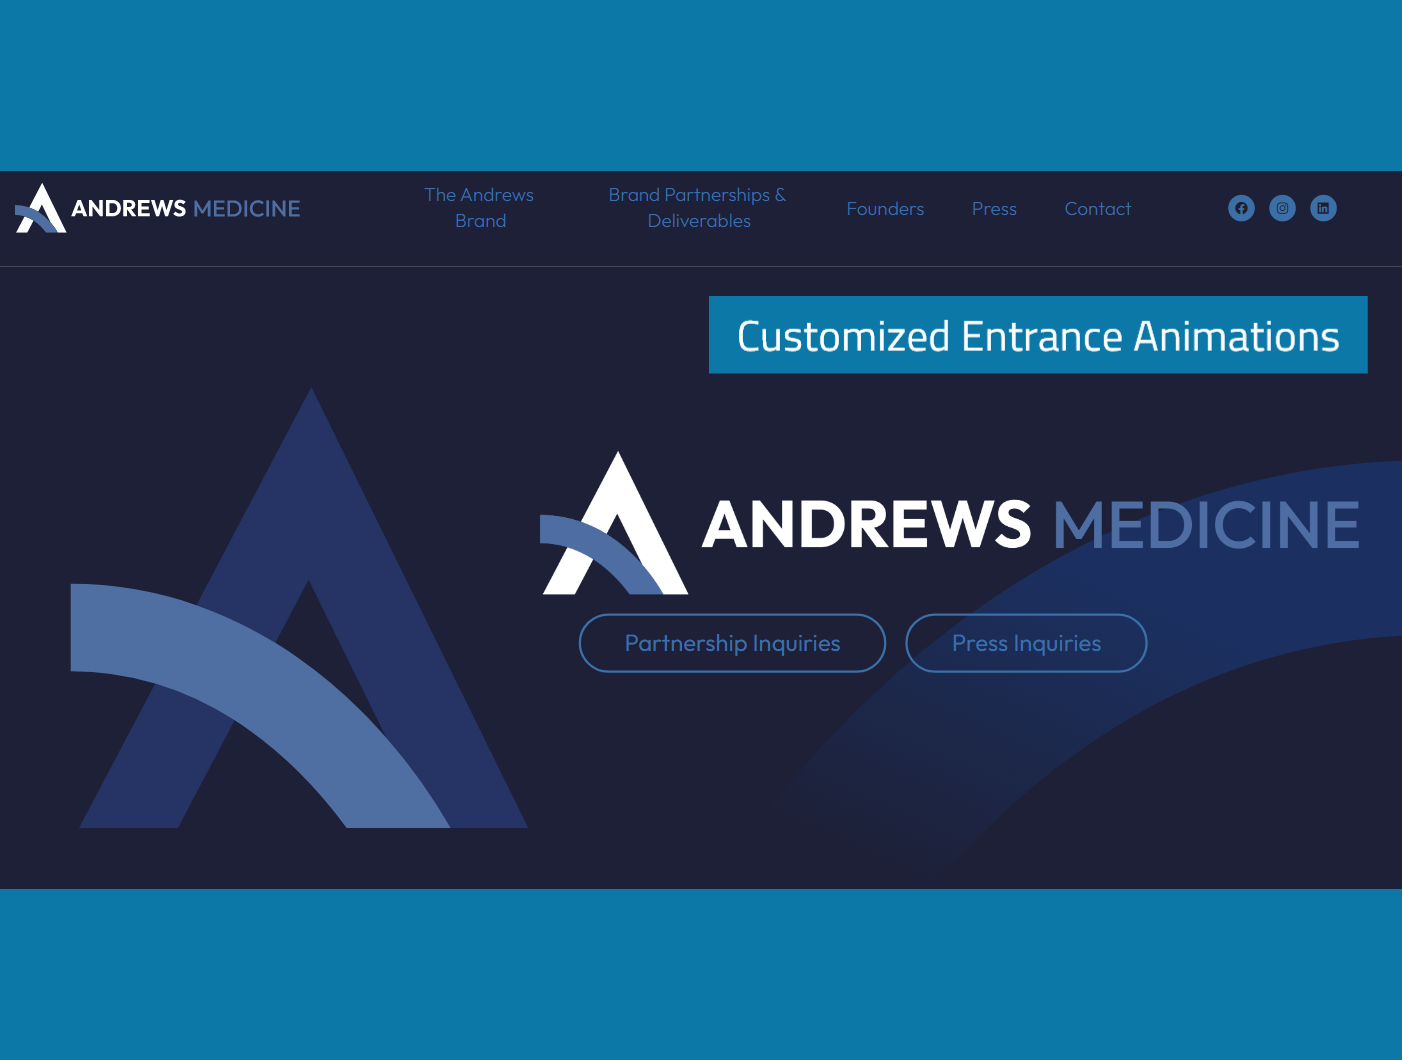 ANDREWS MEDICINE
The Andrews
Brand
Brand Partnerships &
Deliverables
Founders
Press
Contact
Customized Entrance Animations
ANDREWS MEDICINE
Partnership Inquiries
Press Inquiries